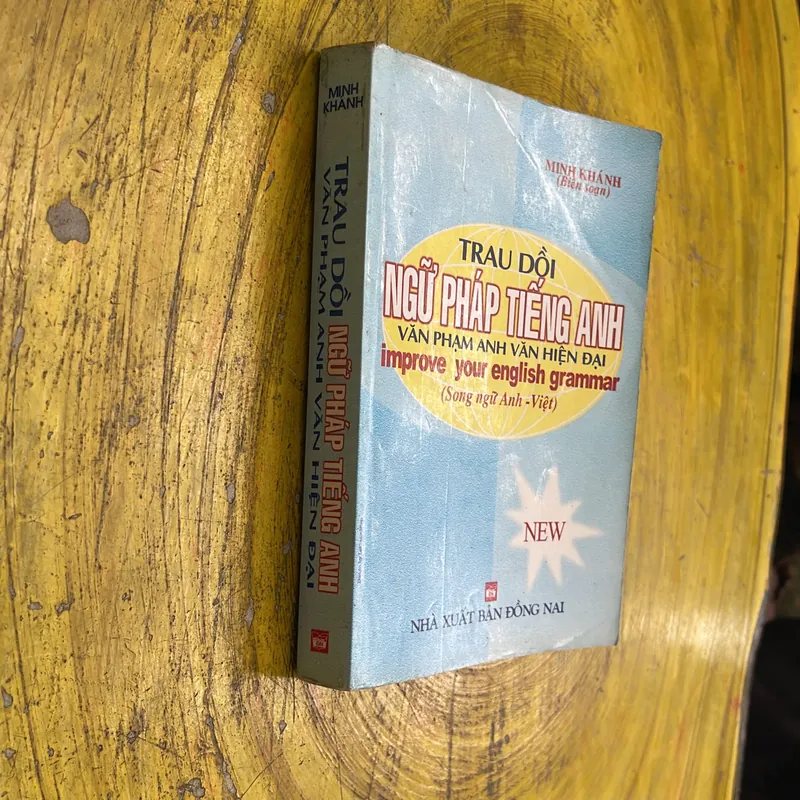 MINH
KHÁNH
TRAU DỒI NGỮ PHÁP TIẾNG ANH
VĂN PHẠM ANH VĂN HIỆN ĐẠI
MINH KHÁNH
(Biên soạn)
TRAU DỒI
NGỮ PHÁP TIẾNG ANH
VĂN PHẠM ANH VĂN HIỆN ĐẠI
improve your english grammar
(Song ngữ Anh -Việt)
NEW
NHÀ XUẤT BẢN ĐỒNG NAI